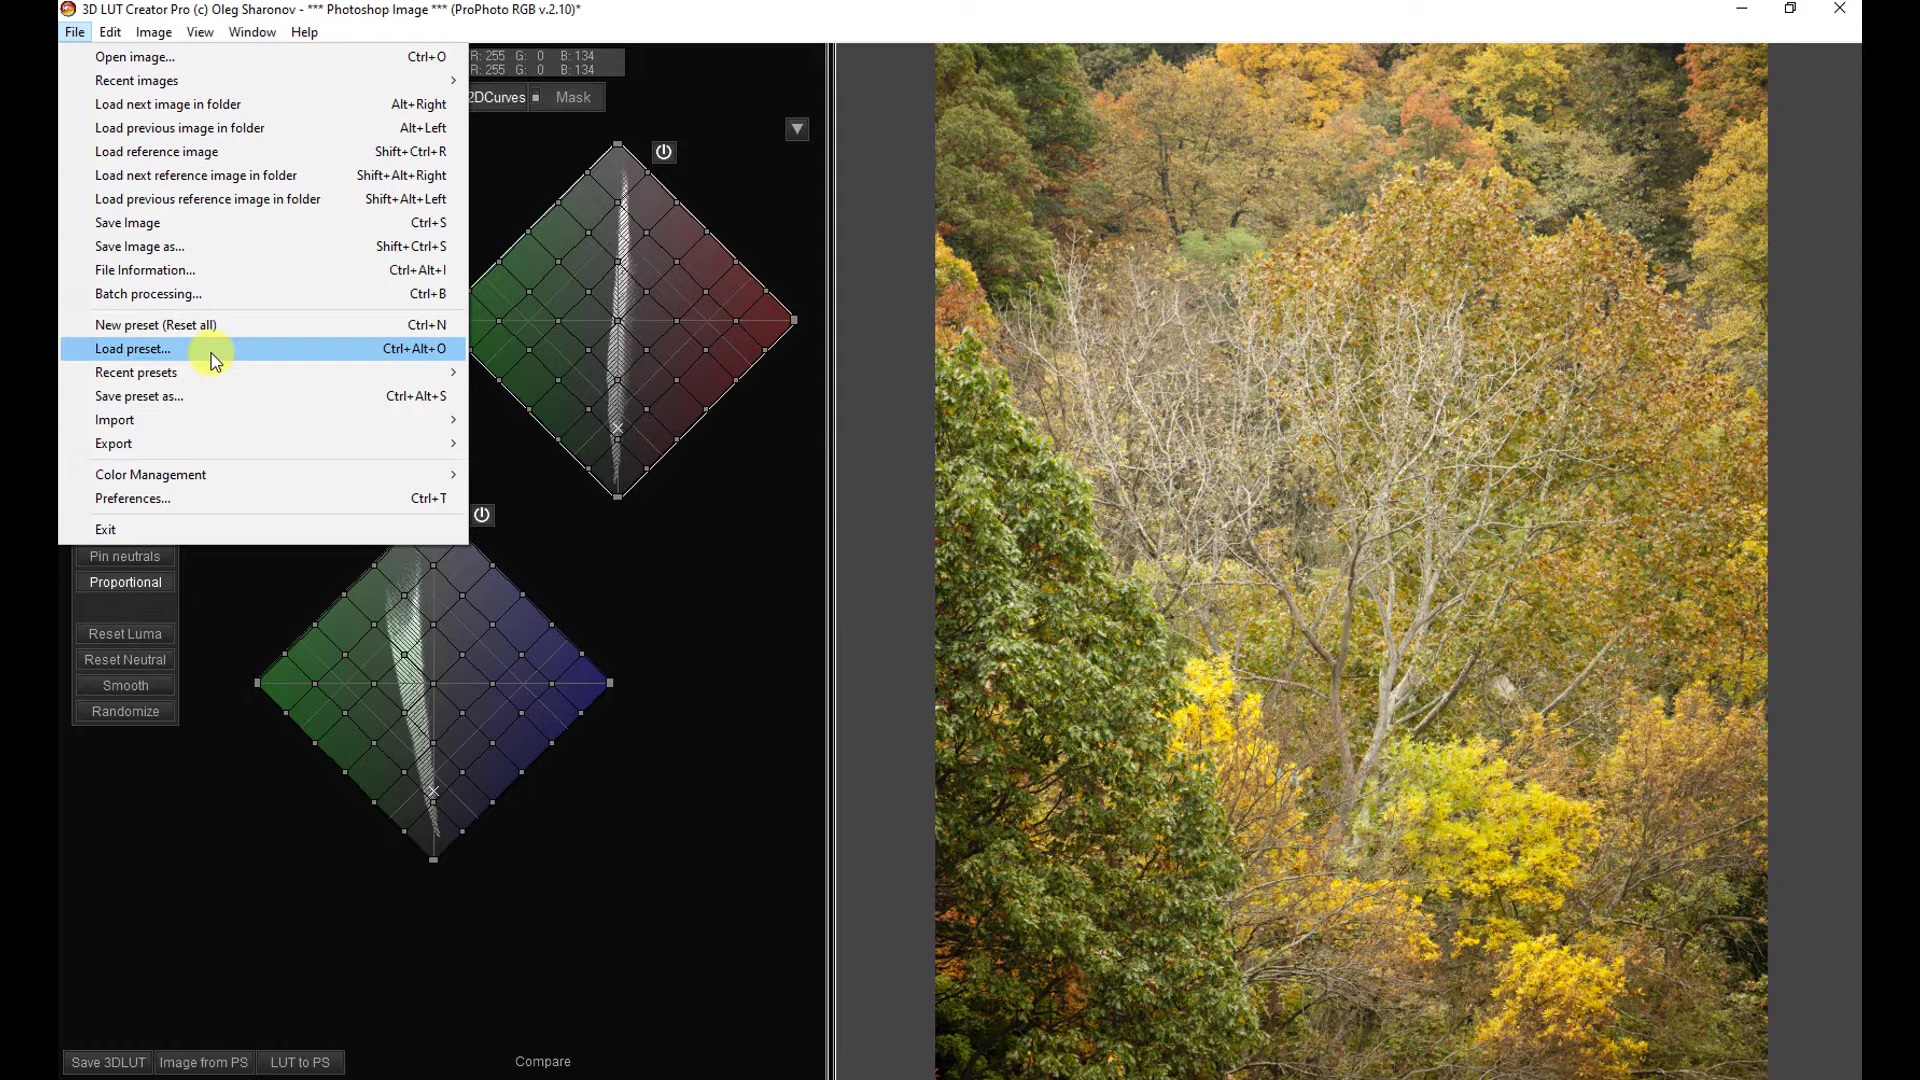 3D LUT Creator Pro (c) Oleg Sharonov - *** Photoshop Image *** (ProPhoto RGB v.2.10)*
File Edit Image View Window Help
Open image... Ctrl+O
Recent images
Load next image in folder Alt+Right
Load previous image in folder Alt+Left
Load reference image Shift+Ctrl+R
Load next reference image in folder Shift+Alt+Right
Load previous reference image in folder Shift+Alt+Left
Save Image Ctrl+S
Save Image as... Shift+Ctrl+S
File Information... Ctrl+Alt+I
Batch processing... Ctrl+B
New preset (Reset all) Ctrl+N
Load preset... Ctrl+Alt+O
Recent presets
Save preset as... Ctrl+Alt+S
Import
Export
Color Management
Preferences... Ctrl+T
Exit
R: 255 G: 0 B: 134
R: 255 G: 0 B: 134
2DCurves Mask
Pin neutrals
Proportional
Reset Luma
Reset Neutral
Smooth
Randomize
Save 3DLUT Image from PS LUT to PS Compare